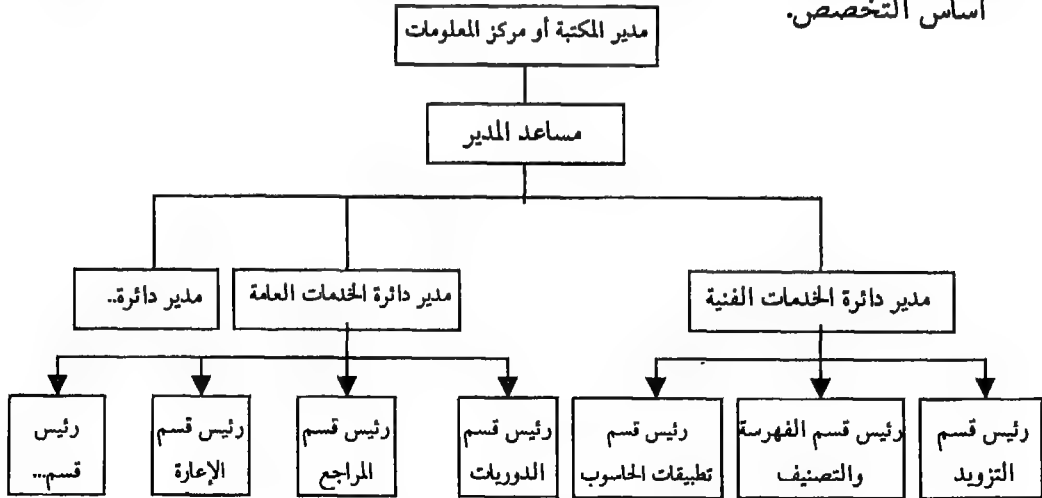 أساس التخصص.
مدير المكتبة أو مركز المعلومات
مساعد المدير
مدير دائرة الخدمات الفنية
مدير دائرة الخدمات العامة
مدير دائرة..
رئيس قسم
التزويد
رئيس قسم الفهرسة
والتصنيف
رئيس قسم
تطبيقات الحاسوب
رئيس قسم
الدوريات
رئيس قسم
المراجع
رئيس قسم
الإعارة
رئيس
قسم...